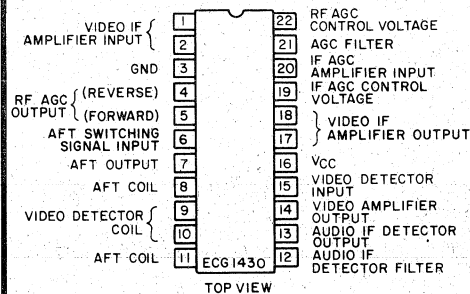 VIDEO IF
AMPLIFIER INPUT
1
2
GND
3
RF AGC
OUTPUT
(REVERSE)
4
(FORWARD)
5
AFT SWITCHING
SIGNAL INPUT
6
AFT OUTPUT
7
AFT COIL
8
VIDEO DETECTOR
COIL
9
10
AFT COIL
11
22
RF AGC
CONTROL VOLTAGE
21
AGC FILTER
20
IF AGC
AMPLIFIER INPUT
19
IF AGC CONTROL
VOLTAGE
18
17
VIDEO IF
AMPLIFIER OUTPUT
16
VCC
15
VIDEO DETECTOR
INPUT
14
VIDEO AMPLIFIER
OUTPUT
13
AUDIO IF DETECTOR
OUTPUT
12
AUDIO IF
DETECTOR FILTER
ECG1430
TOP VIEW